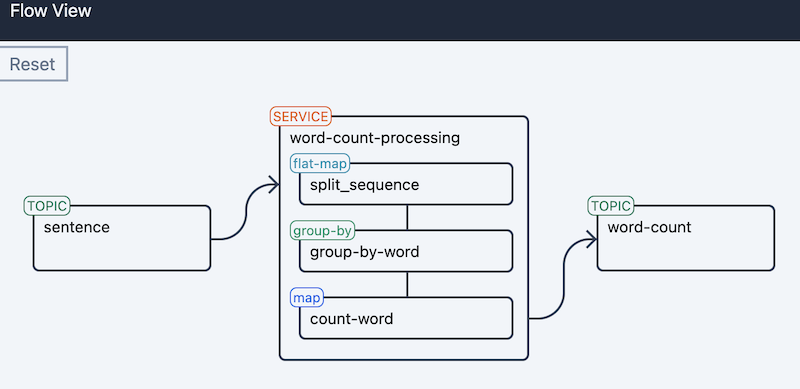 Flow View
Reset
TOPIC
sentence
SERVICE
word-count-processing
flat-map
split_sequence
group-by
group-by-word
map
count-word
TOPIC
word-count